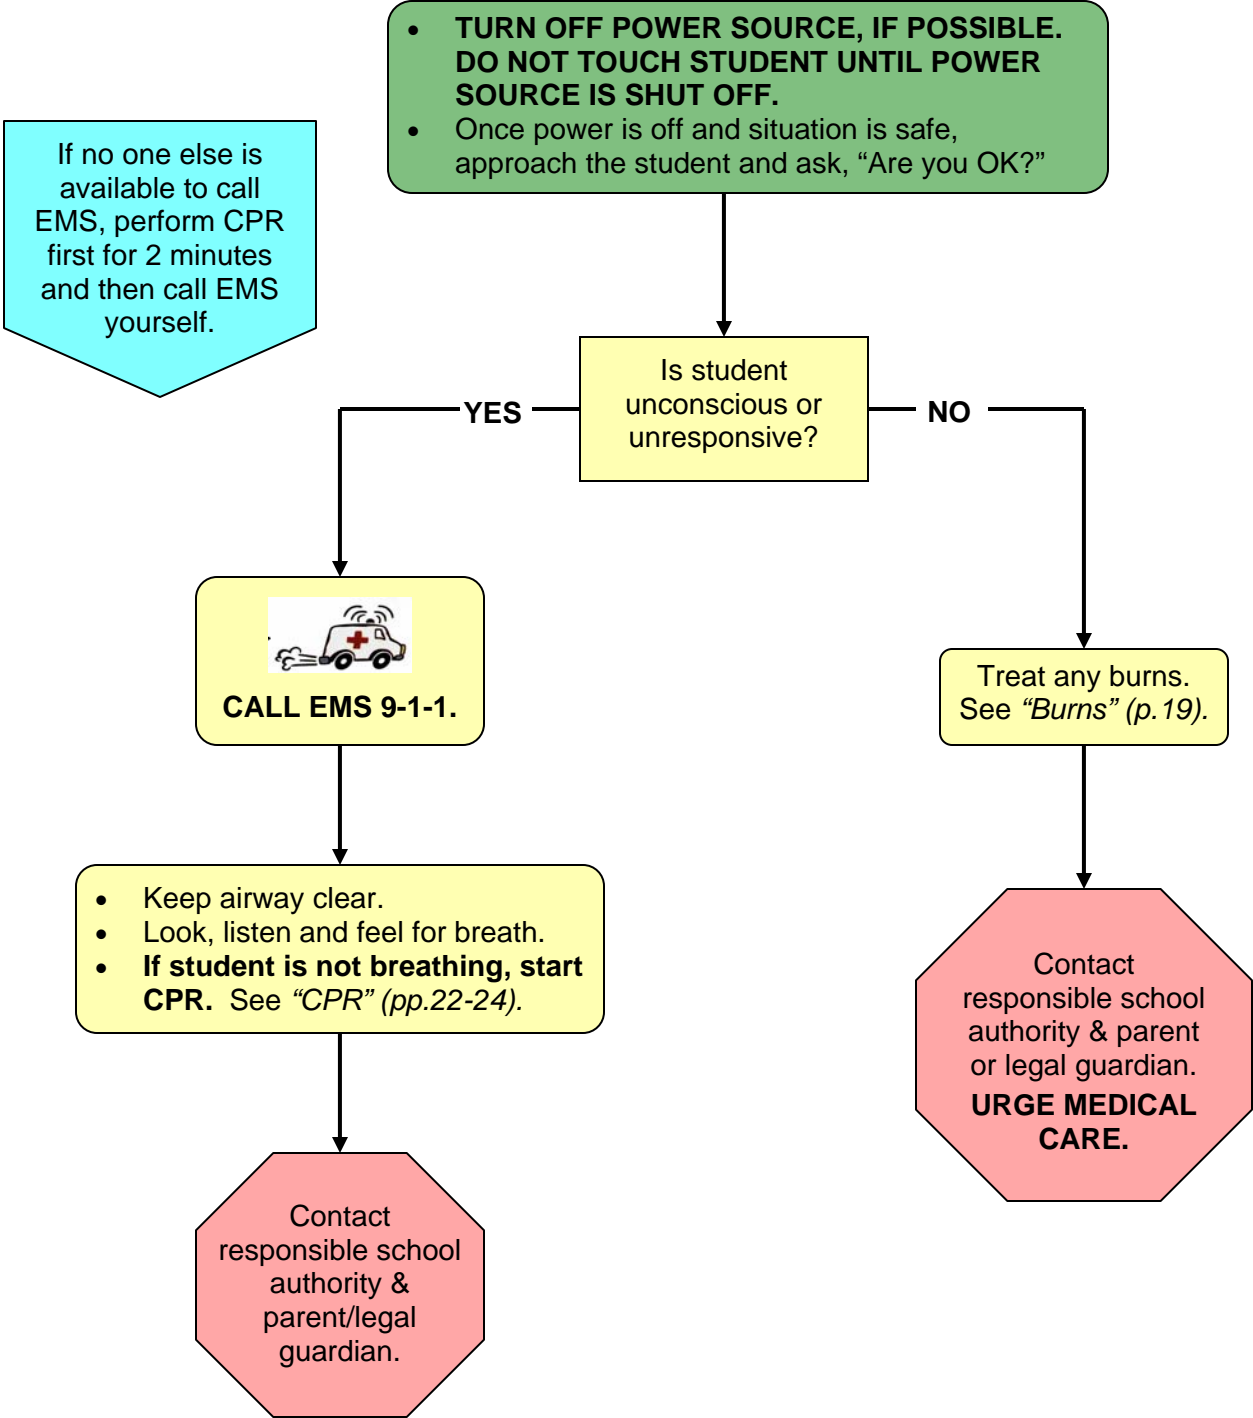 • TURN OFF POWER SOURCE, IF POSSIBLE.
DO NOT TOUCH STUDENT UNTIL POWER
SOURCE IS SHUT OFF.
• Once power is off and situation is safe,
approach the student and ask, “Are you OK?”
If no one else is
available to call
EMS, perform CPR
first for 2 minutes
and then call EMS
yourself.
Is student
unconscious or
unresponsive?
YES
NO
CALL EMS 9-1-1.
Treat any burns.
See “Burns” (p.19).
• Keep airway clear.
• Look, listen and feel for breath.
• If student is not breathing, start
CPR. See “CPR” (pp.22-24).
Contact
responsible school
authority & parent
or legal guardian.
URGE MEDICAL
CARE.
Contact
responsible school
authority &
parent/legal
guardian.